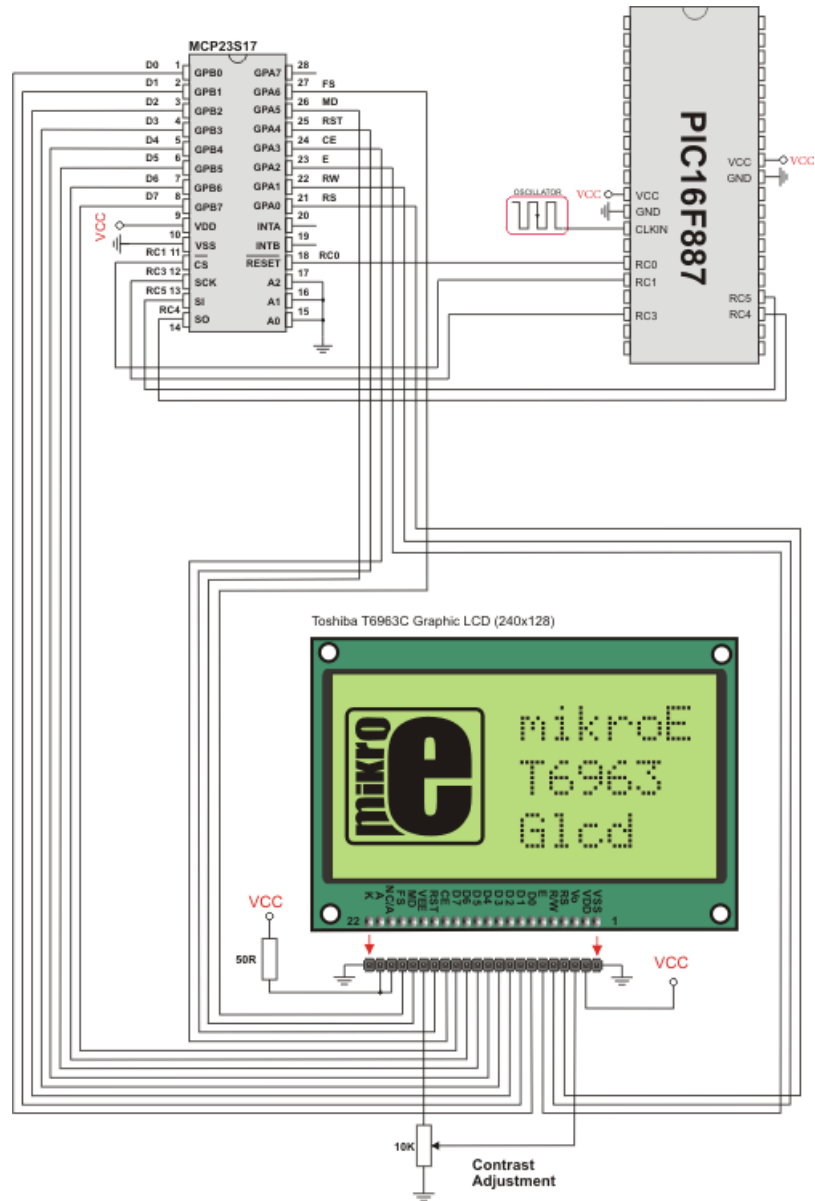 MCP23S17
D0 1 GPB0 GPA7 28
D1 2 GPB1 GPA6 27 FS
D2 3 GPB2 GPA5 26 MD
D3 4 GPB3 GPA4 25 RST
D4 5 GPB4 GPA3 24 CE
D5 6 GPB5 GPA2 23 E
D6 7 GPB6 GPA1 22 RW
D7 8 GPB7 GPA0 21 RS
VCC 9 VDD INTA 20
10 VSS INTB 19
RC1 11 CS RESET 18 RC0
RC3 12 SCK A2 17
RC5 13 SI A1 16
RC4 14 SO A0 15
PIC16F887
VCC VCC
GND
OSCILLATOR
VCC VCC
GND
CLKIN
RC0
RC1
RC3
RC5
RC4
Toshiba T6963C Graphic LCD (240x128)
mikro e
mikroE
T6963
Glcd
K A NC/A FS MD VEE RST CE D7 D6 D5 D4 D3 D2 D1 D0 E R/W RS Vo VDD VSS
22 1
VCC
50R
VCC
10K
Contrast
Adjustment